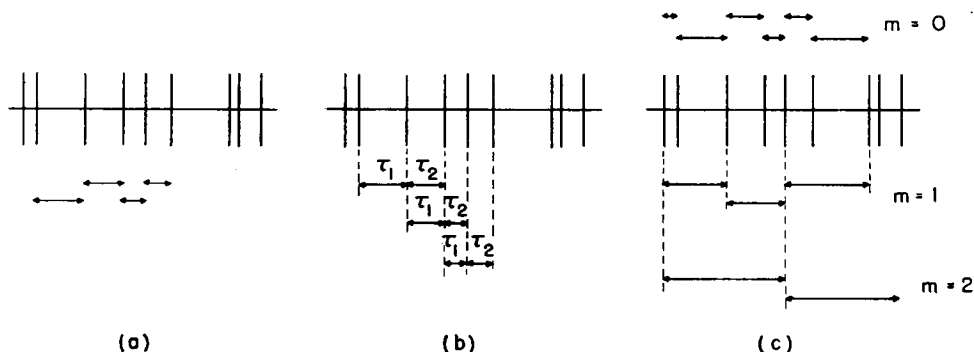 m = 0
τ₁ τ₂
m = 1
τ₁ τ₂
τ₁ τ₂
m = 2
(a) (b) (c)